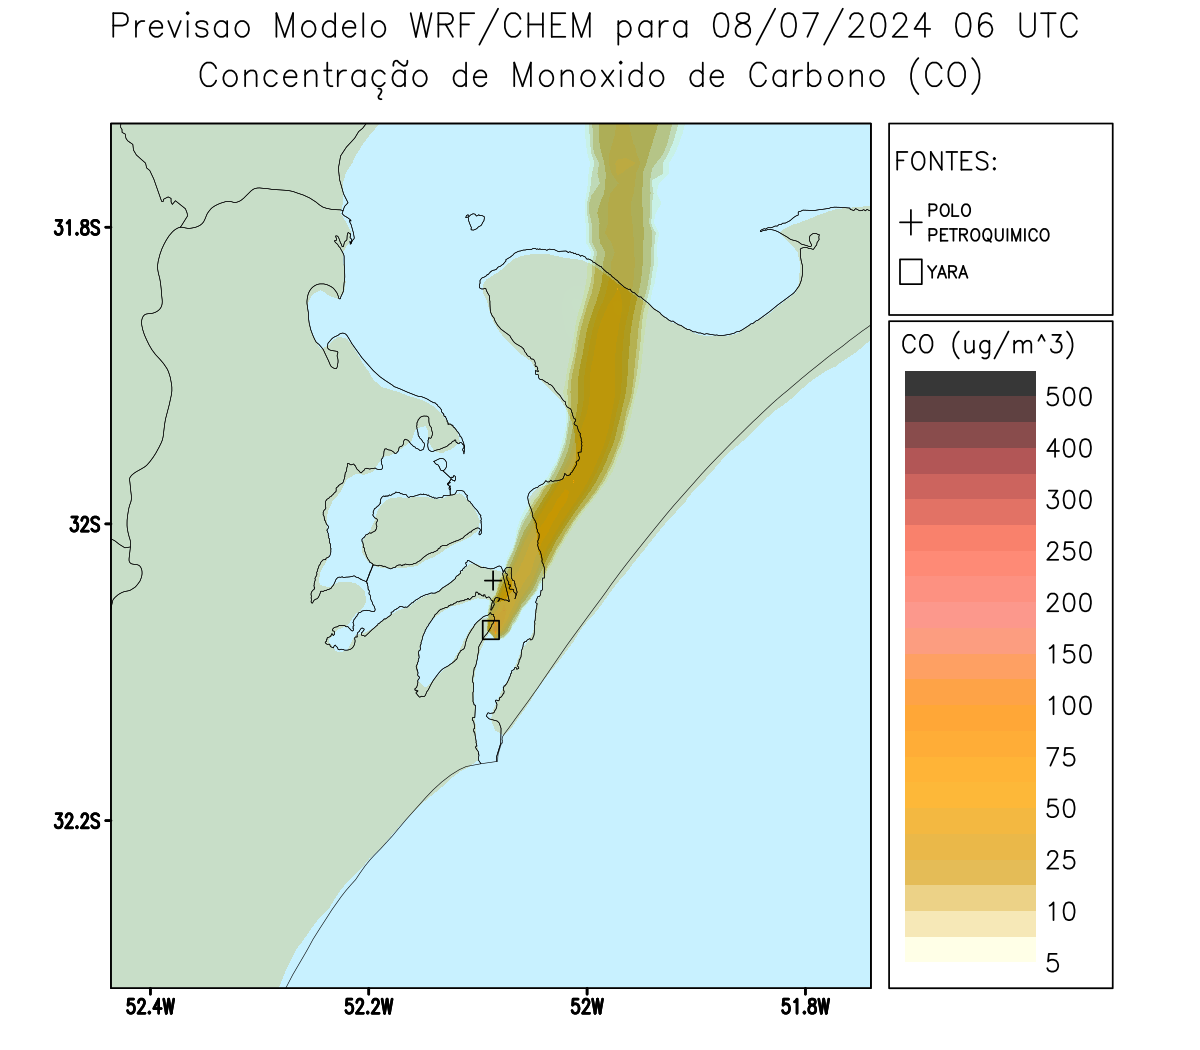 Previsao Modelo WRF/CHEM para 08/07/2024 06 UTC
Concentração de Monoxido de Carbono (CO)
FONTES:
POLO
PETROQUIMICO
YARA
CO (ug/m^3)
500
400
300
250
200
150
100
75
50
25
10
5
31.8S
32S
32.2S
52.4W
52.2W
52W
51.8W